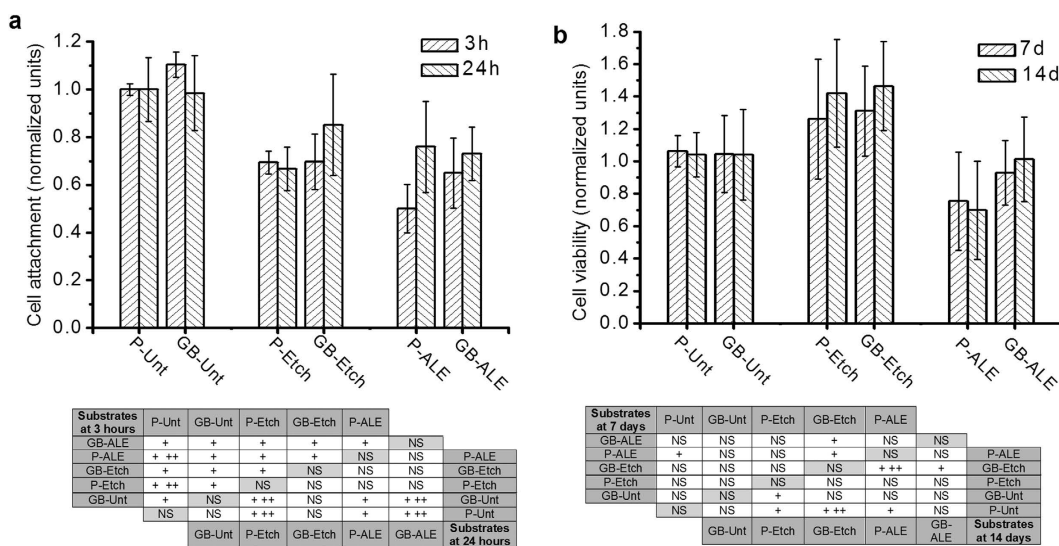 a
1.2
1.0
0.8
0.6
0.4
0.2
0.0
Cell attachment (normalized units)
3h
24h
P-Unt
GB-Unt
P-Etch
GB-Etch
P-ALE
GB-ALE
b
1.8
1.6
1.4
1.2
1.0
0.8
0.6
0.4
0.2
0.0
Cell viability (normalized units)
7d
14d
P-Unt
GB-Unt
P-Etch
GB-Etch
P-ALE
GB-ALE
Substrates at 3 hours P-Unt GB-Unt P-Etch GB-Etch P-ALE
GB-ALE + + + + + NS
P-ALE + ++ + + + NS NS P-ALE
GB-Etch + + + NS NS NS GB-Etch
P-Etch + ++ + NS NS NS NS P-Etch
GB-Unt + NS + ++ NS + + ++ GB-Unt
NS NS + ++ NS + + ++ P-Unt
GB-Unt P-Etch GB-Etch P-ALE GB-ALE Substrates at 24 hours
Substrates at 7 days P-Unt GB-Unt P-Etch GB-Etch P-ALE
GB-ALE NS NS NS + NS NS
P-ALE + NS NS NS NS NS P-ALE
GB-Etch NS NS NS NS + ++ + GB-Etch
P-Etch NS NS + NS NS NS P-Etch
GB-Unt NS NS NS NS NS NS GB-Unt
NS NS + + ++ + NS P-Unt
GB-Unt P-Etch GB-Etch P-ALE GB-ALE Substrates at 14 days